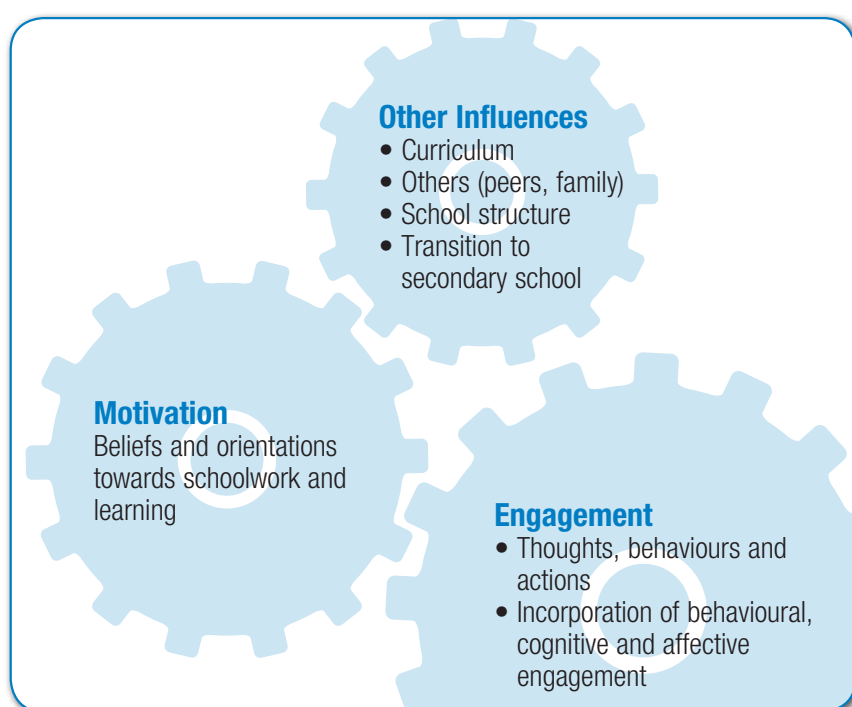 Other Influences
• Curriculum
• Others (peers, family)
• School structure
• Transition to
secondary school
Motivation
Beliefs and orientations
towards schoolwork and
learning
Engagement
• Thoughts, behaviours and
actions
• Incorporation of behavioural,
cognitive and affective
engagement